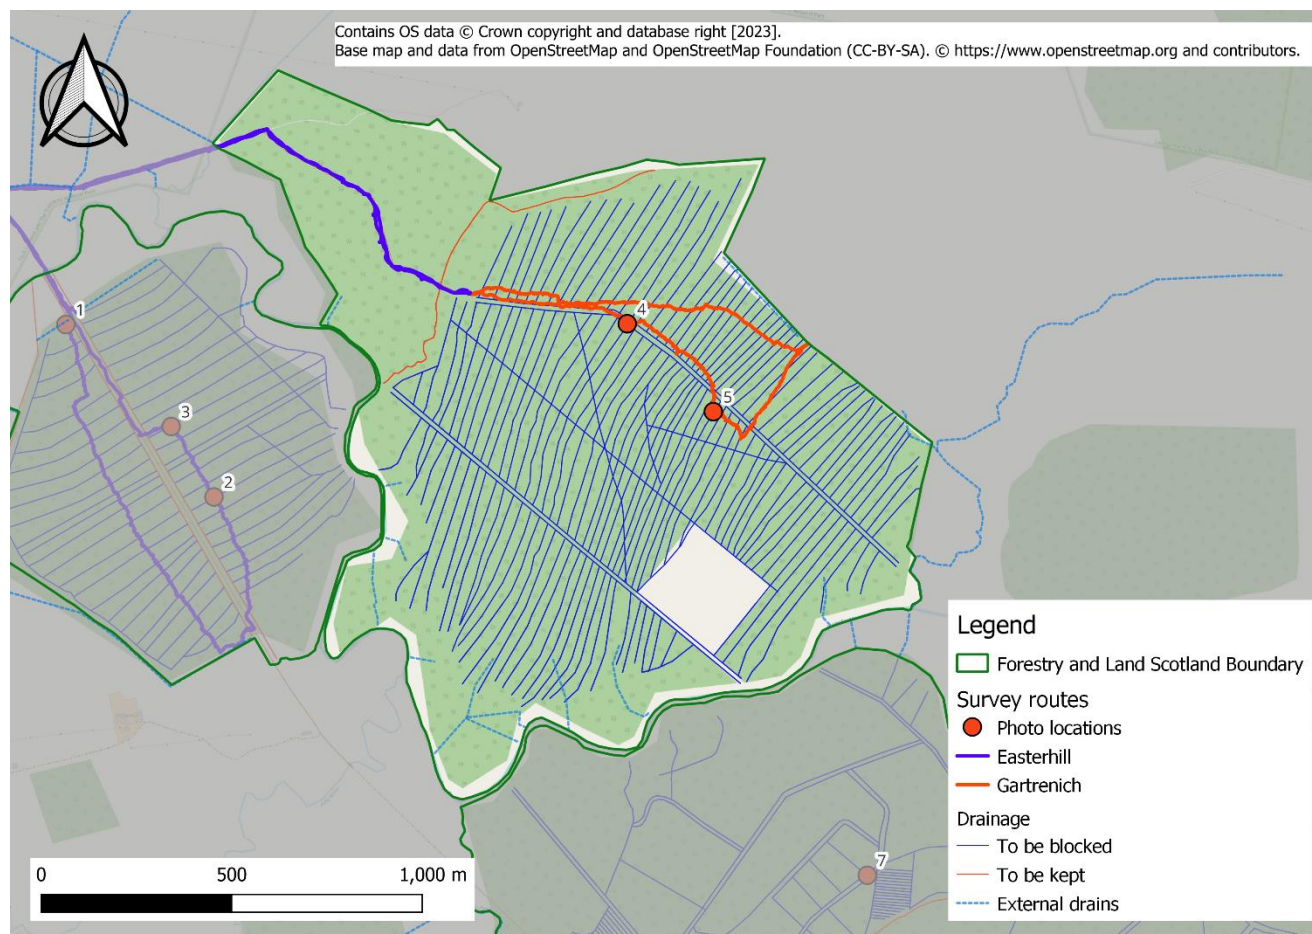 Contains OS data © Crown copyright and database right [2023].
Base map and data from OpenStreetMap and OpenStreetMap Foundation (CC-BY-SA). © https://www.openstreetmap.org and contributors.
1
4
3
5
2
7
Legend
Forestry and Land Scotland Boundary
Survey routes
Photo locations
Easterhill
Gartrenich
Drainage
To be blocked
To be kept
External drains
0 500 1,000 m